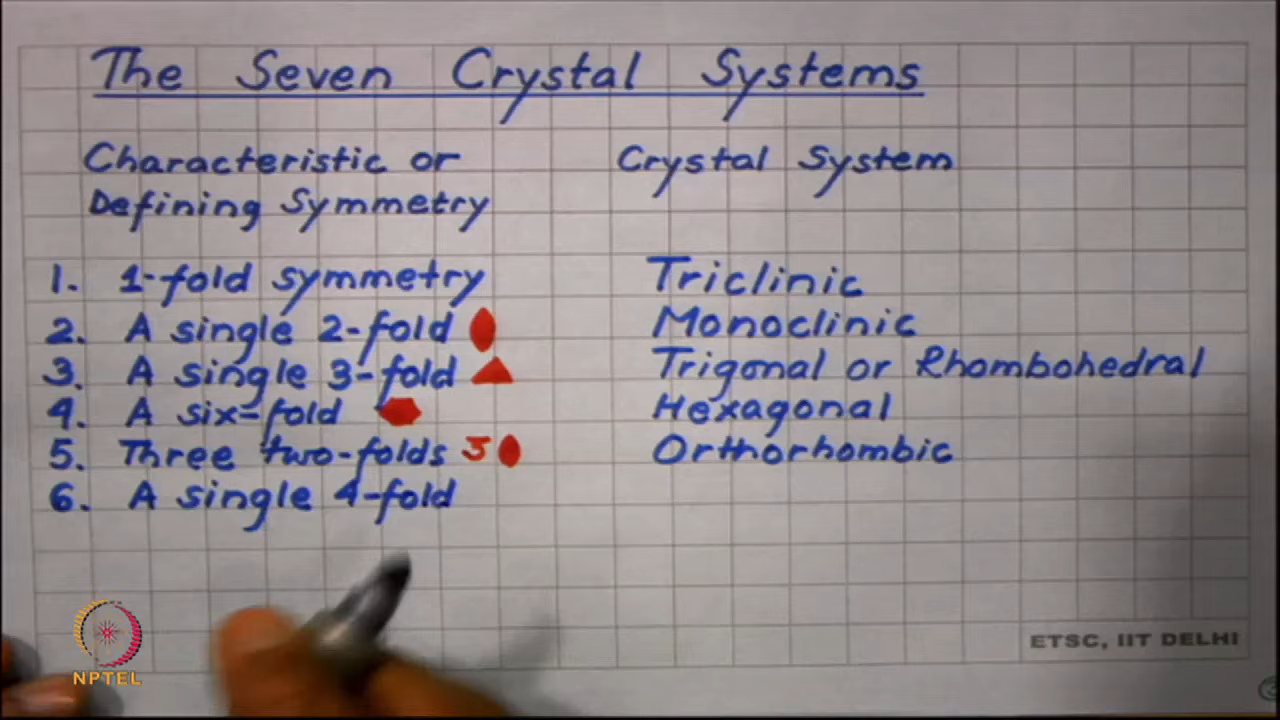 The Seven Crystal Systems
Characteristic or Crystal System
Defining Symmetry
1. 1-fold symmetry Triclinic
2. A single 2-fold Monoclinic
3. A single 3-fold Trigonal or Rhombohedral
4. A six-fold Hexagonal
5. Three two-folds 3 Orthorhombic
6. A single 4-fold
NPTEL
ETSC, IIT DELHI